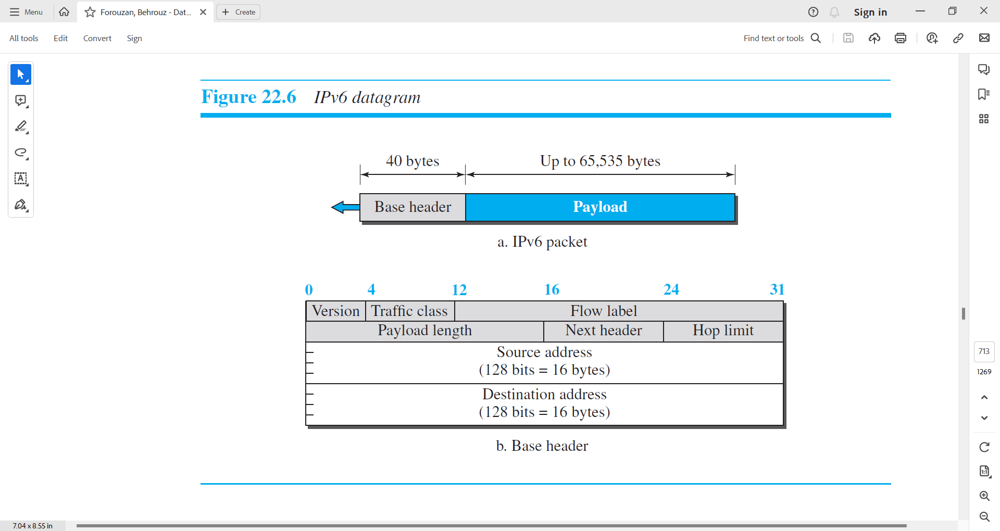 Menu
Forouzan, Behrouz - Dat...
Create
Sign in
All tools Edit Convert Sign
Find text or tools
Figure 22.6 IPv6 datagram
40 bytes Up to 65,535 bytes
Base header Payload
a. IPv6 packet
0 4 12 16 24 31
Version Traffic class Flow label
Payload length Next header Hop limit
Source address
(128 bits = 16 bytes)
Destination address
(128 bits = 16 bytes)
b. Base header
A
713
1269
1:1
7.04 x 8.55 in